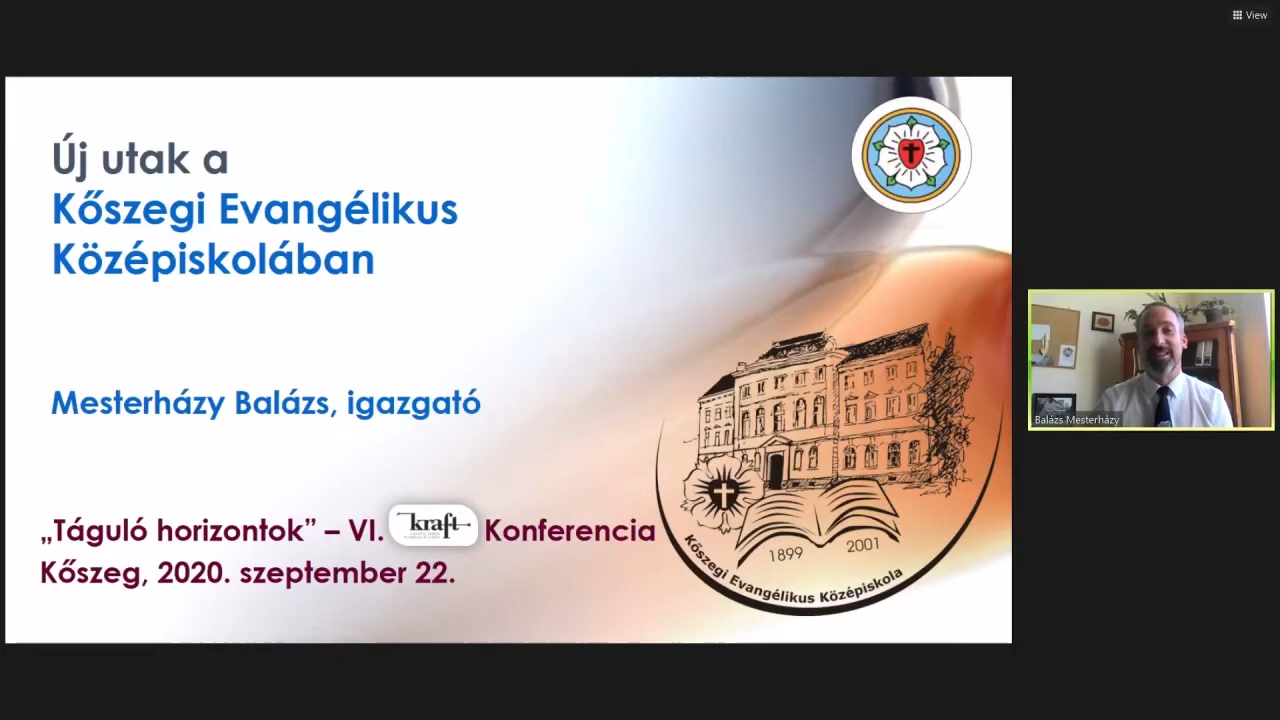 View
Új utak a
Kőszegi Evangélikus
Középiskolában
Mesterházy Balázs, igazgató
„Táguló horizontok” – VI. kraft Konferencia
Kőszeg, 2020. szeptember 22.
1899 2001
Kőszegi Evangélikus Középiskola
Balázs Mesterházy